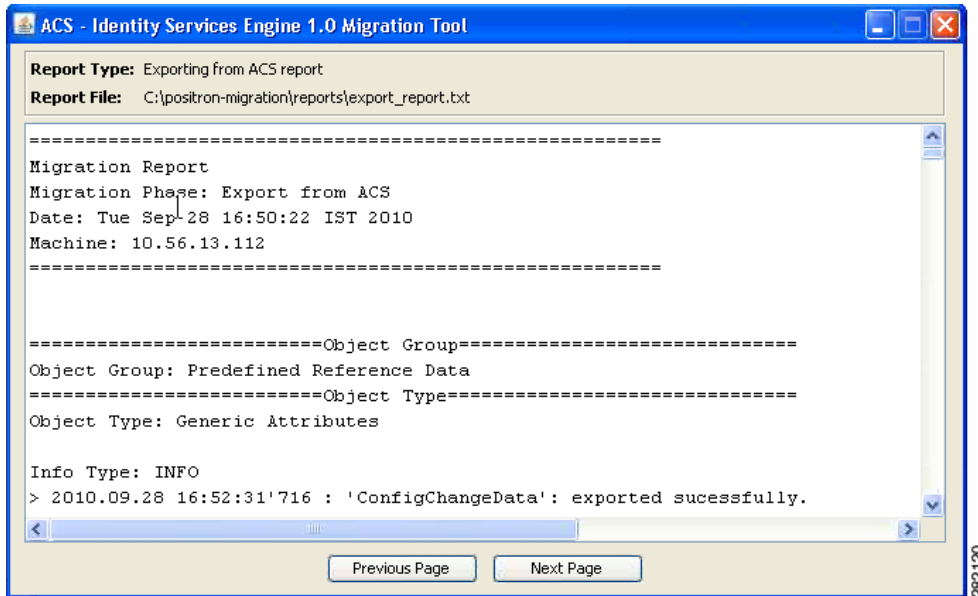 ACS - Identity Services Engine 1.0 Migration Tool
Report Type: Exporting from ACS report
Report File: C:\positron-migration\reports\export_report.txt
========================================================
Migration Report
Migration Phase: Export from ACS
Date: Tue Sep 28 16:50:22 IST 2010
Machine: 10.56.13.112
========================================================
==========================Object Group==============================
Object Group: Predefined Reference Data
==========================Object Type===============================
Object Type: Generic Attributes
Info Type: INFO
> 2010.09.28 16:52:31'716 : 'ConfigChangeData': exported sucessfully.
Previous Page
Next Page